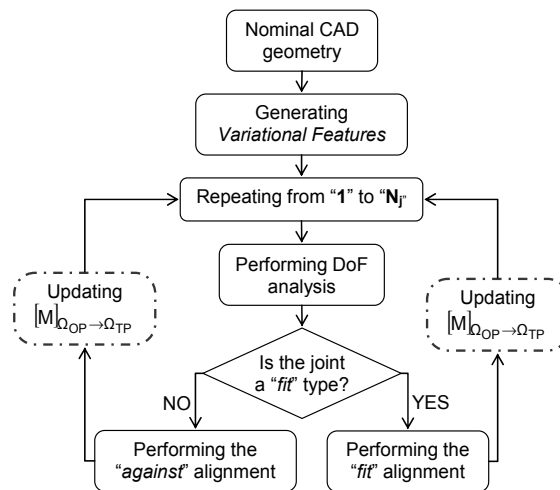 Nominal CAD
geometry
Generating
Variational Features
Repeating from “1” to “Nj”
Performing DoF
analysis
Updating
[M]ΩOP→ΩTP
Updating
[M]ΩOP→ΩTP
Is the joint
a “fit” type?
NO
YES
Performing the
“against” alignment
Performing the
“fit” alignment